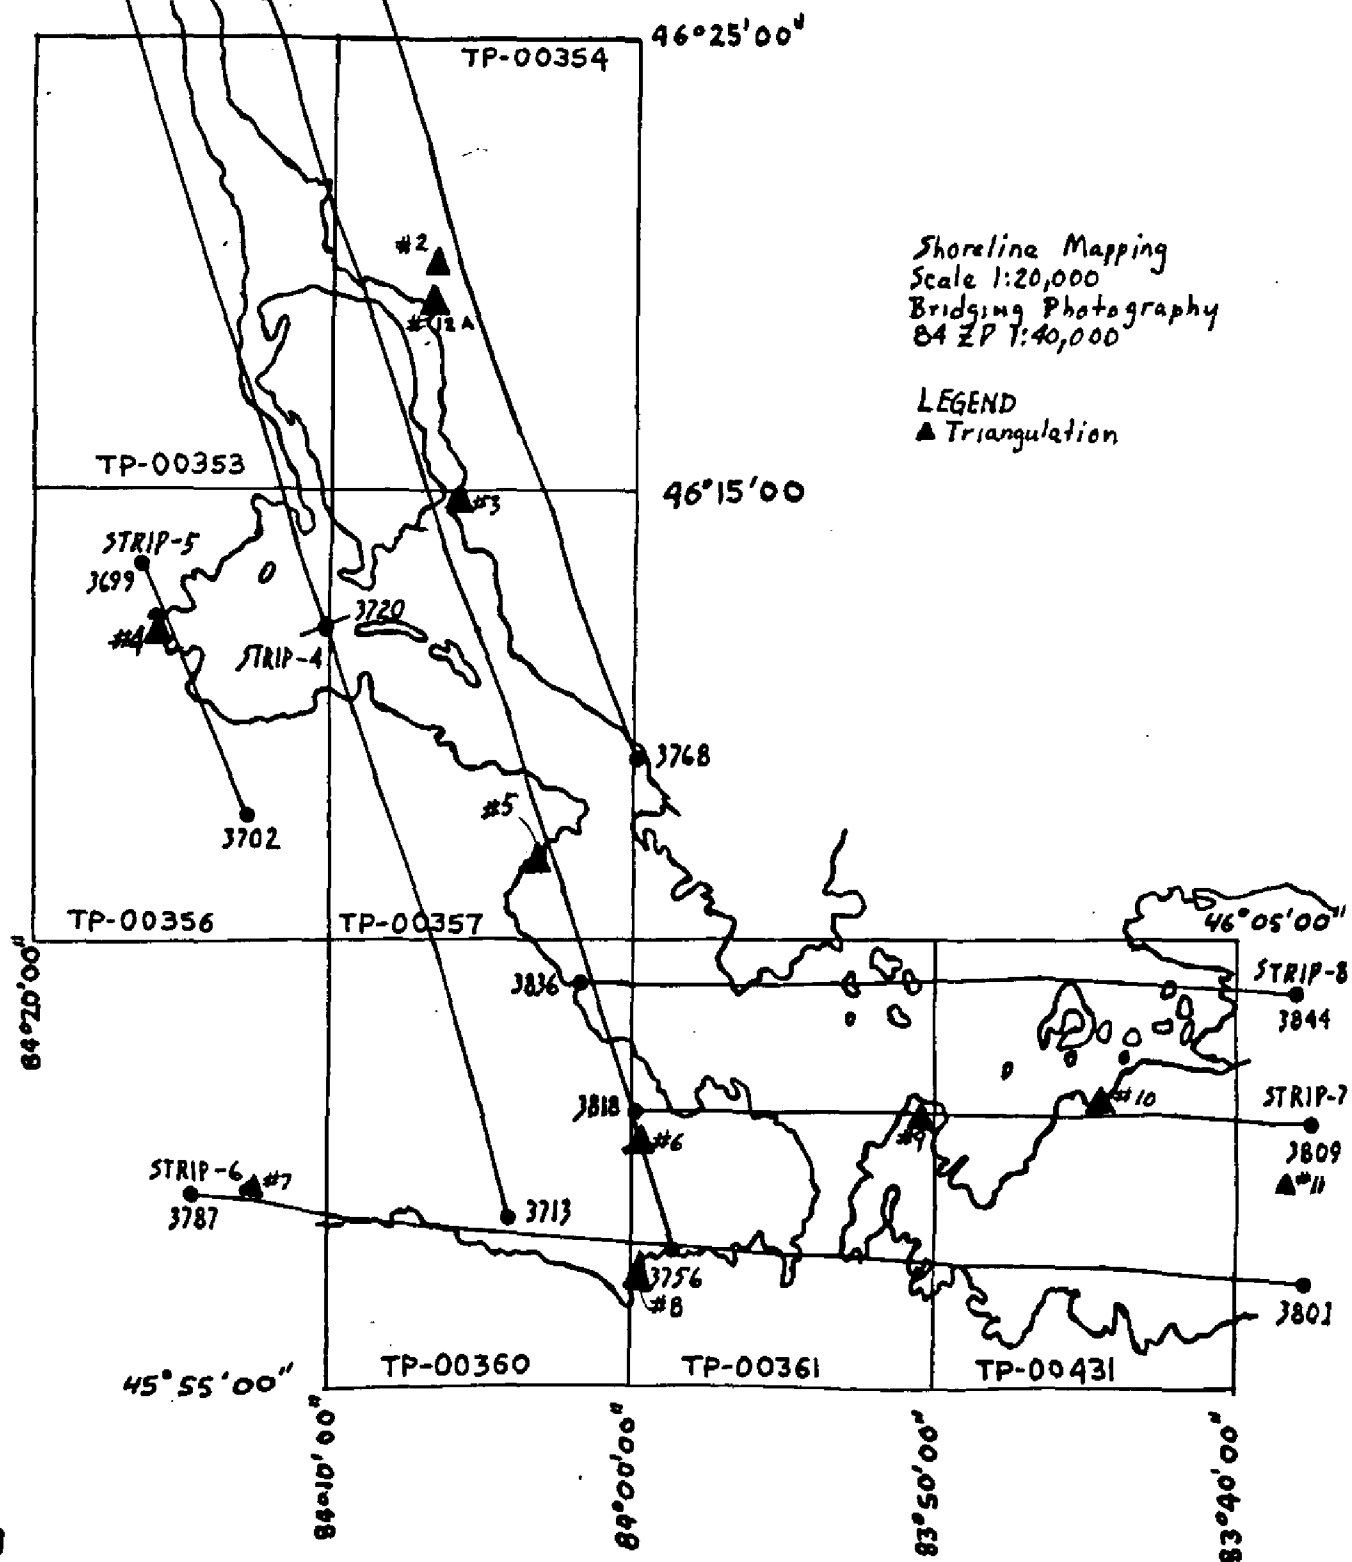 46°25'00"
TP-00354
#2
#12A
Shoreline Mapping
Scale 1:20,000
Bridging Photography
84 ZP 1:40,000
LEGEND
▲ Triangulation
TP-00353
46°15'00
#3
STRIP-5
3699
#4
3720
STRIP-4
3768
#5
3702
TP-00356
TP-00357
46°05'00"
84°20'00"
3836
STRIP-8
3844
3818
#10
STRIP-7
#6
#9
3809
STRIP-6
#7
#11
3787
3713
3756
#8
3801
TP-00360
TP-00361
TP-00431
45°55'00"
84°10'00"
84°00'00"
83°50'00"
83°40'00"